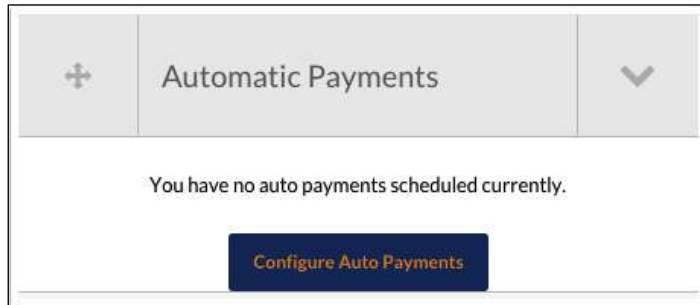 Automatic Payments
You have no auto payments scheduled currently.
Configure Auto Payments